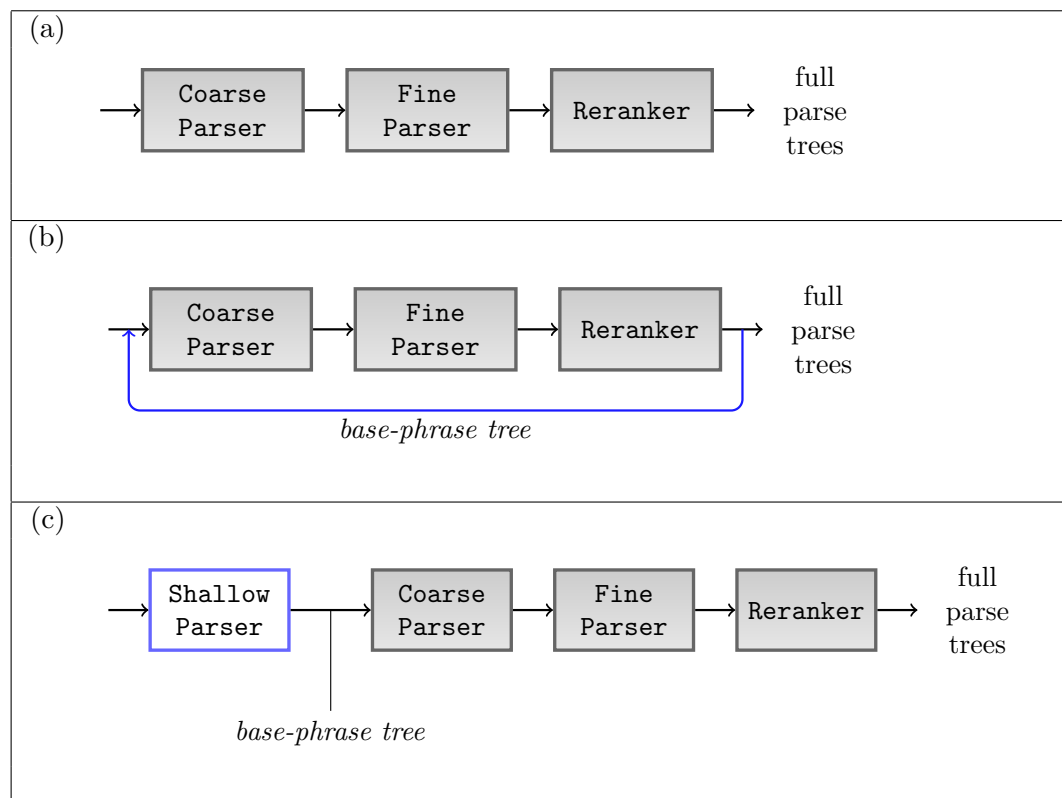 (a)
Coarse
Parser
Fine
Parser
Reranker
full
parse
trees
(b)
Coarse
Parser
Fine
Parser
Reranker
full
parse
trees
base-phrase tree
(c)
Shallow
Parser
Coarse
Parser
Fine
Parser
Reranker
full
parse
trees
base-phrase tree